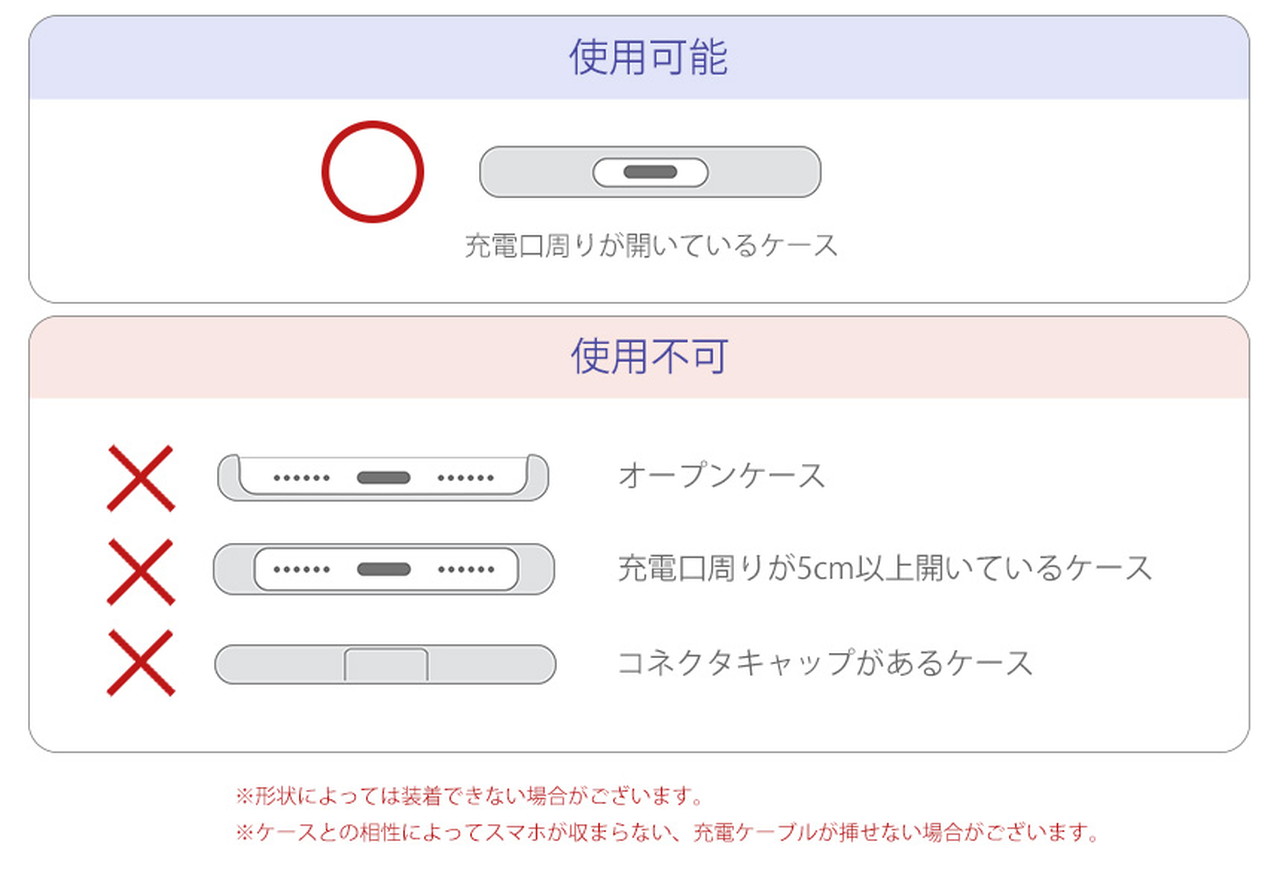 使用可能
充電口周りが開いているケース
使用不可
オープンケース
充電口周りが5cm以上開いているケース
コネクタキャップがあるケース
※形状によっては装着できない場合がございます。
※ケースとの相性によってスマホが収まらない、充電ケーブルが挿せない場合がございます。